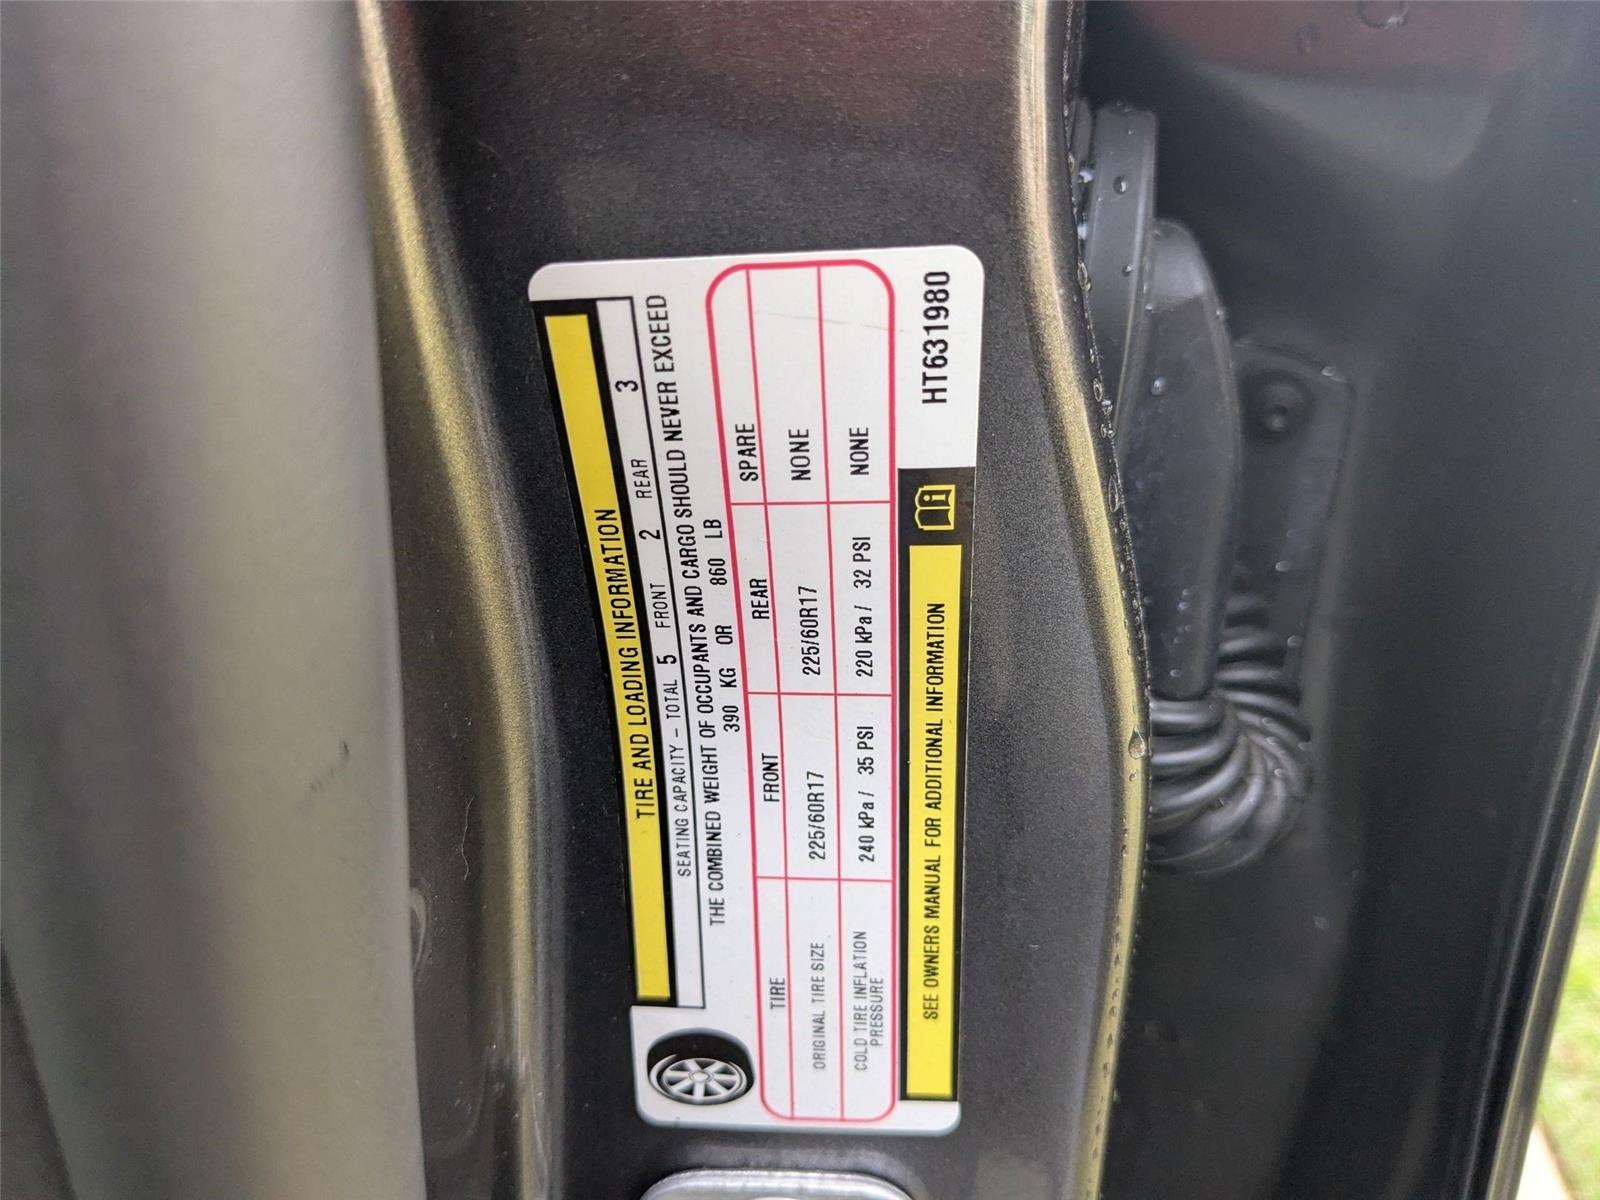 TIRE AND LOADING INFORMATION
SEATING CAPACITY - TOTAL 5 FRONT 2 REAR 3
THE COMBINED WEIGHT OF OCCUPANTS AND CARGO SHOULD NEVER EXCEED
390 KG OR 860 LB
TIRE FRONT REAR SPARE
ORIGINAL TIRE SIZE 225/60R17 225/60R17 NONE
COLD TIRE INFLATION PRESSURE 240 kPa / 35 PSI 220 kPa / 32 PSI NONE
SEE OWNERS MANUAL FOR ADDITIONAL INFORMATION
HT631980